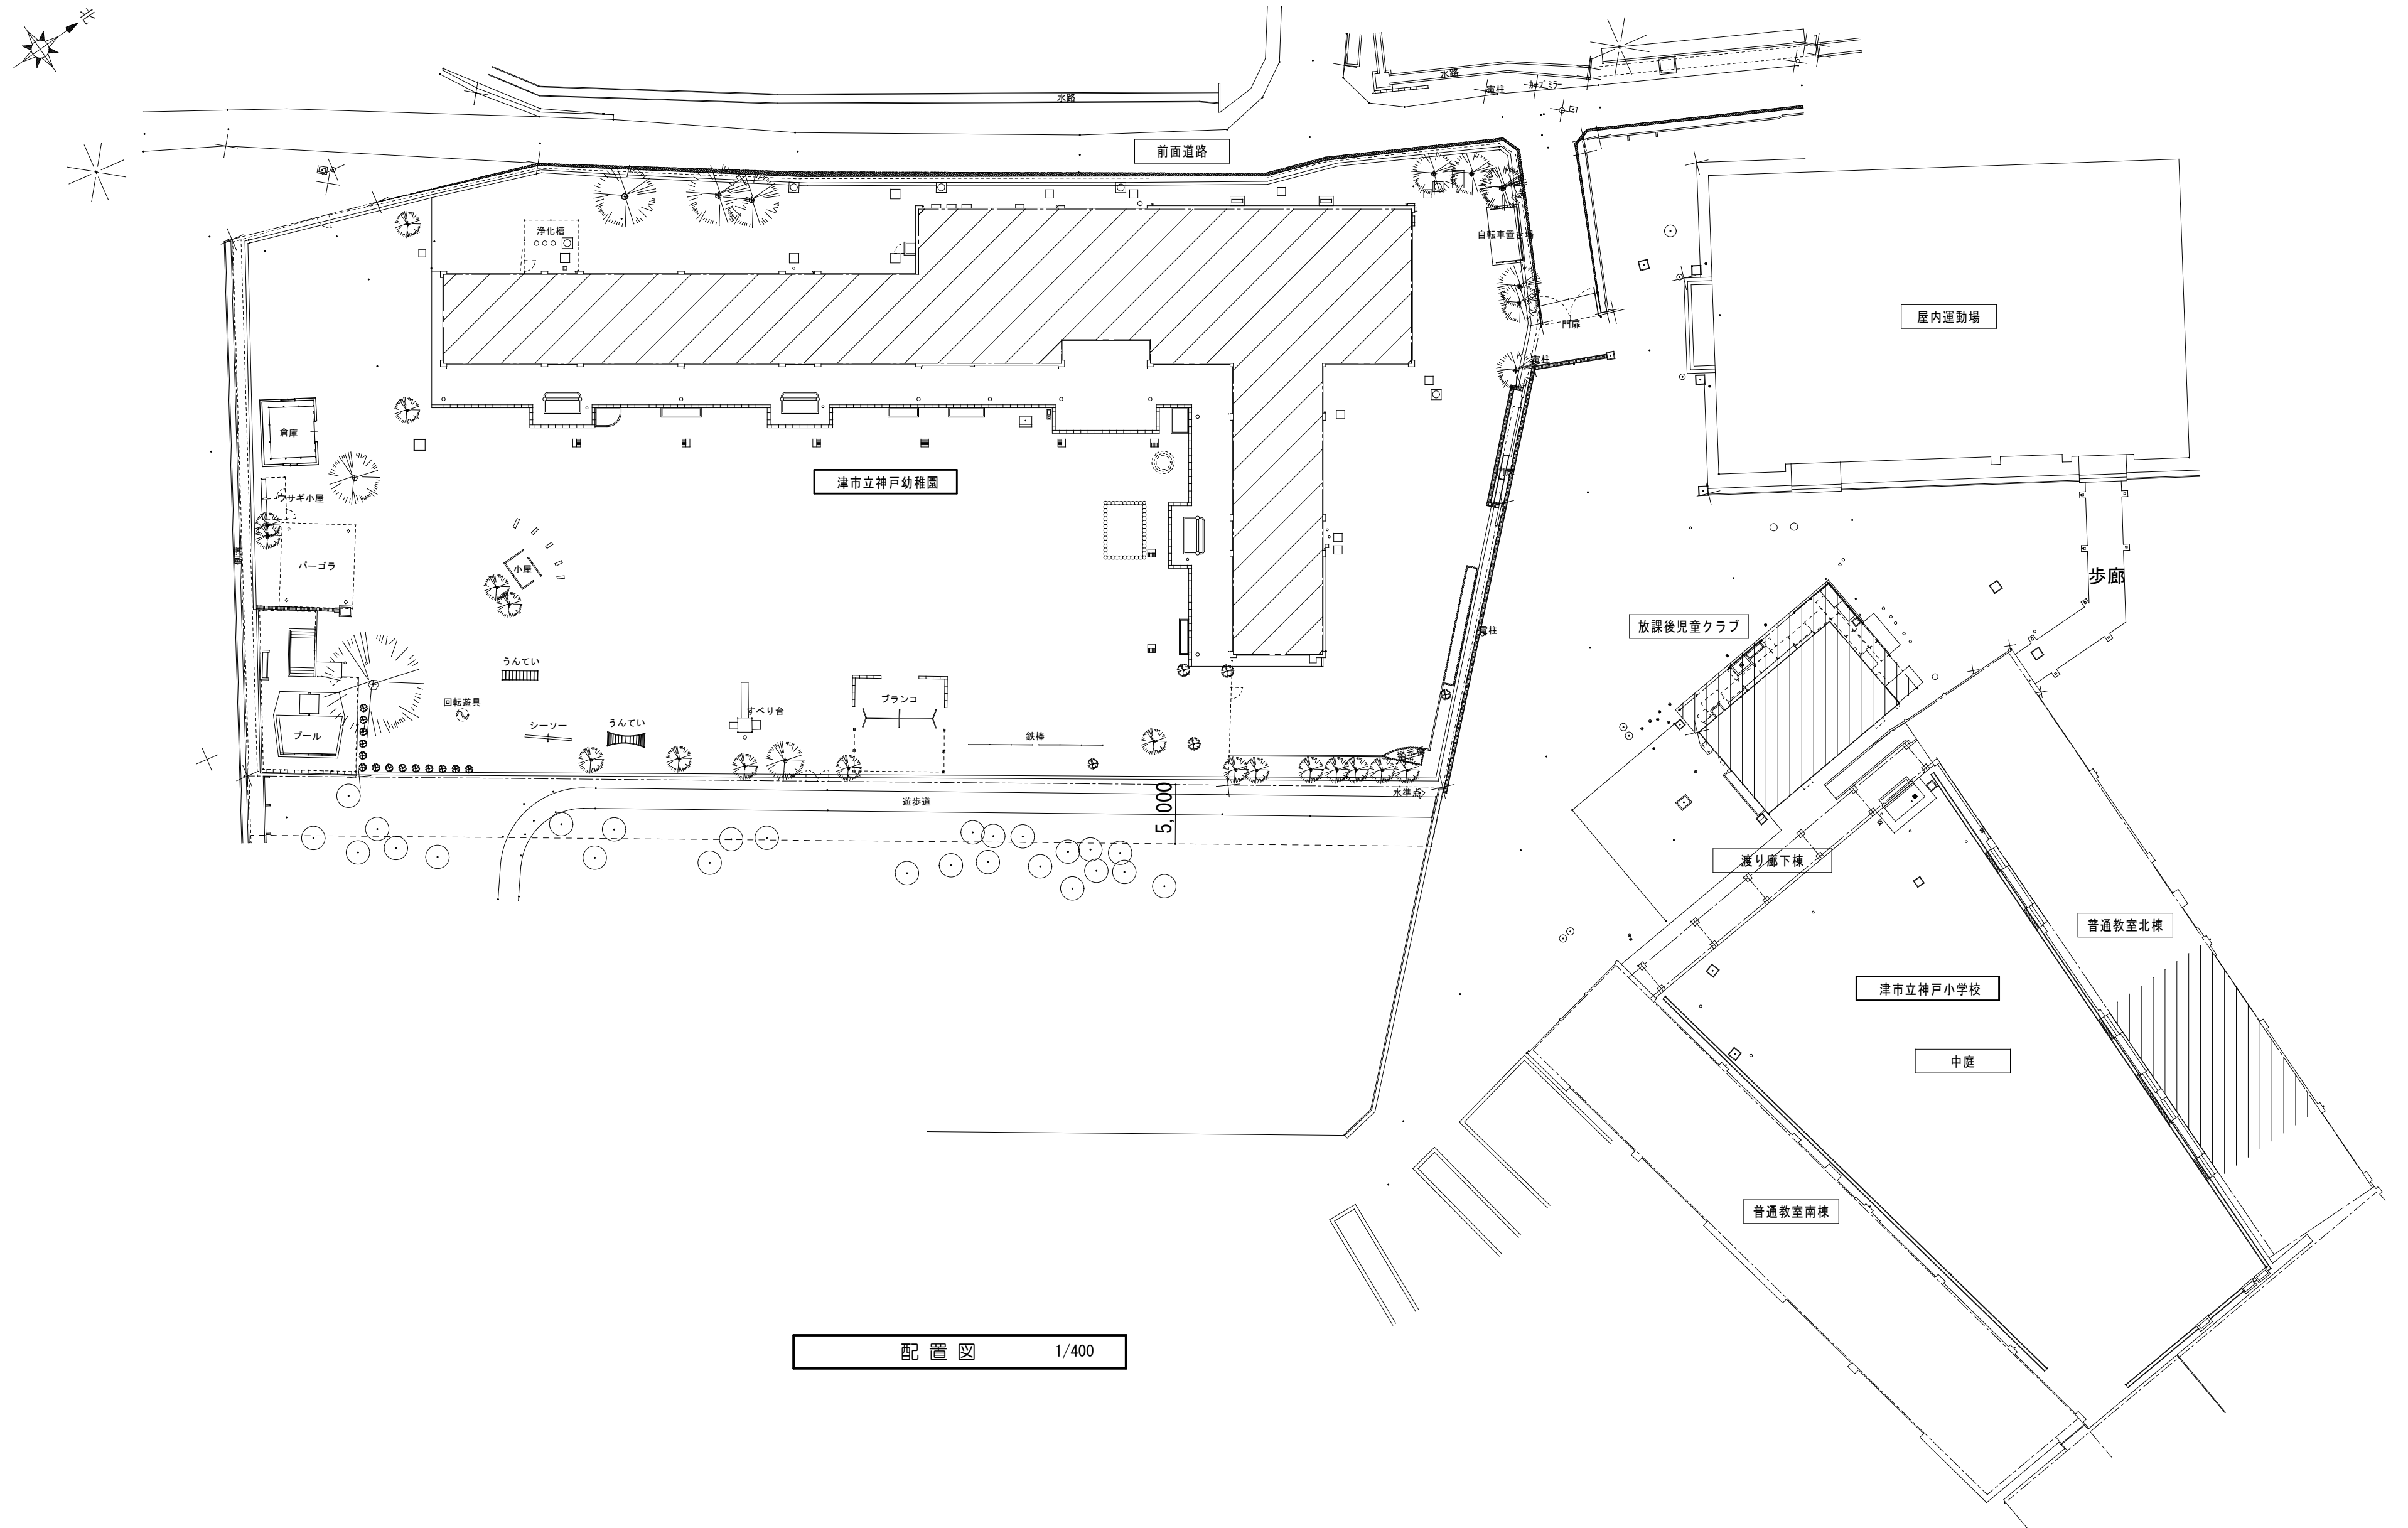 北
水路
水路
電柱
ｶｰﾌﾞﾐﾗｰ
前面道路
浄化槽
自転車置き場
門扉
屋内運動場
電柱
倉庫
津市立神戸幼稚園
ウサギ小屋
パーゴラ
小屋
歩廊
放課後児童クラブ
電柱
うんてい
ブランコ
回転遊具
すべり台
シーソー
うんてい
プール
鉄棒
掲示板
水準点
遊歩道
5,000
渡り廊下棟
普通教室北棟
津市立神戸小学校
中庭
普通教室南棟
配置図 1/400